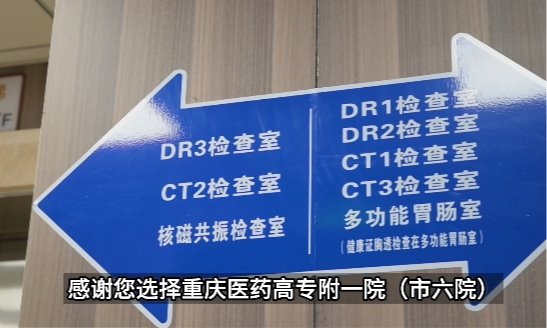 DR3检查室
CT2检查室
核磁共振检查室
DR1检查室
DR2检查室
CT1检查室
CT3检查室
多功能胃肠室
（健康证胸透检查在多功能胃肠室）
感谢您选择重庆医药高专附一院（市六院）